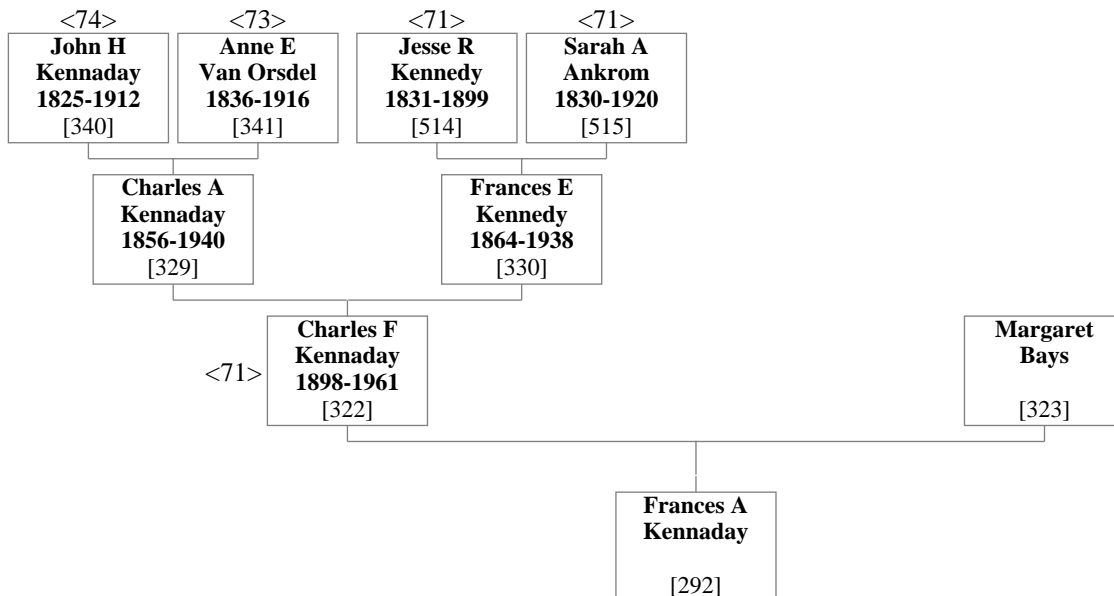 <74>
<73>
<71>
<71>
John H
Kennaday
1825-1912
[340]
Anne E
Van Orsdel
1836-1916
[341]
Jesse R
Kennedy
1831-1899
[514]
Sarah A
Ankrom
1830-1920
[515]
Charles A
Kennaday
1856-1940
[329]
Frances E
Kennedy
1864-1938
[330]
<71>
Charles F
Kennaday
1898-1961
[322]
Margaret
Bays
[323]
Frances A
Kennaday
[292]